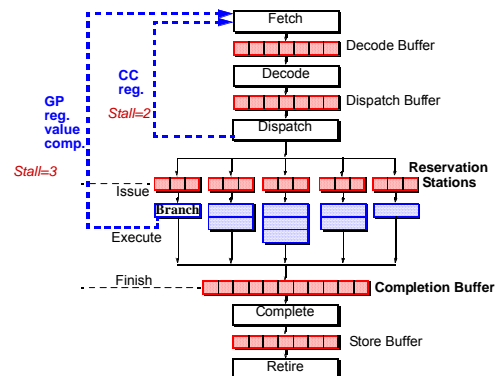 Fetch
Decode Buffer
Decode
Dispatch Buffer
Dispatch
CC
reg.
Stall=2
GP
reg.
value
comp.
Stall=3
Reservation
Stations
Issue
Branch
Execute
Finish
Completion Buffer
Complete
Store Buffer
Retire